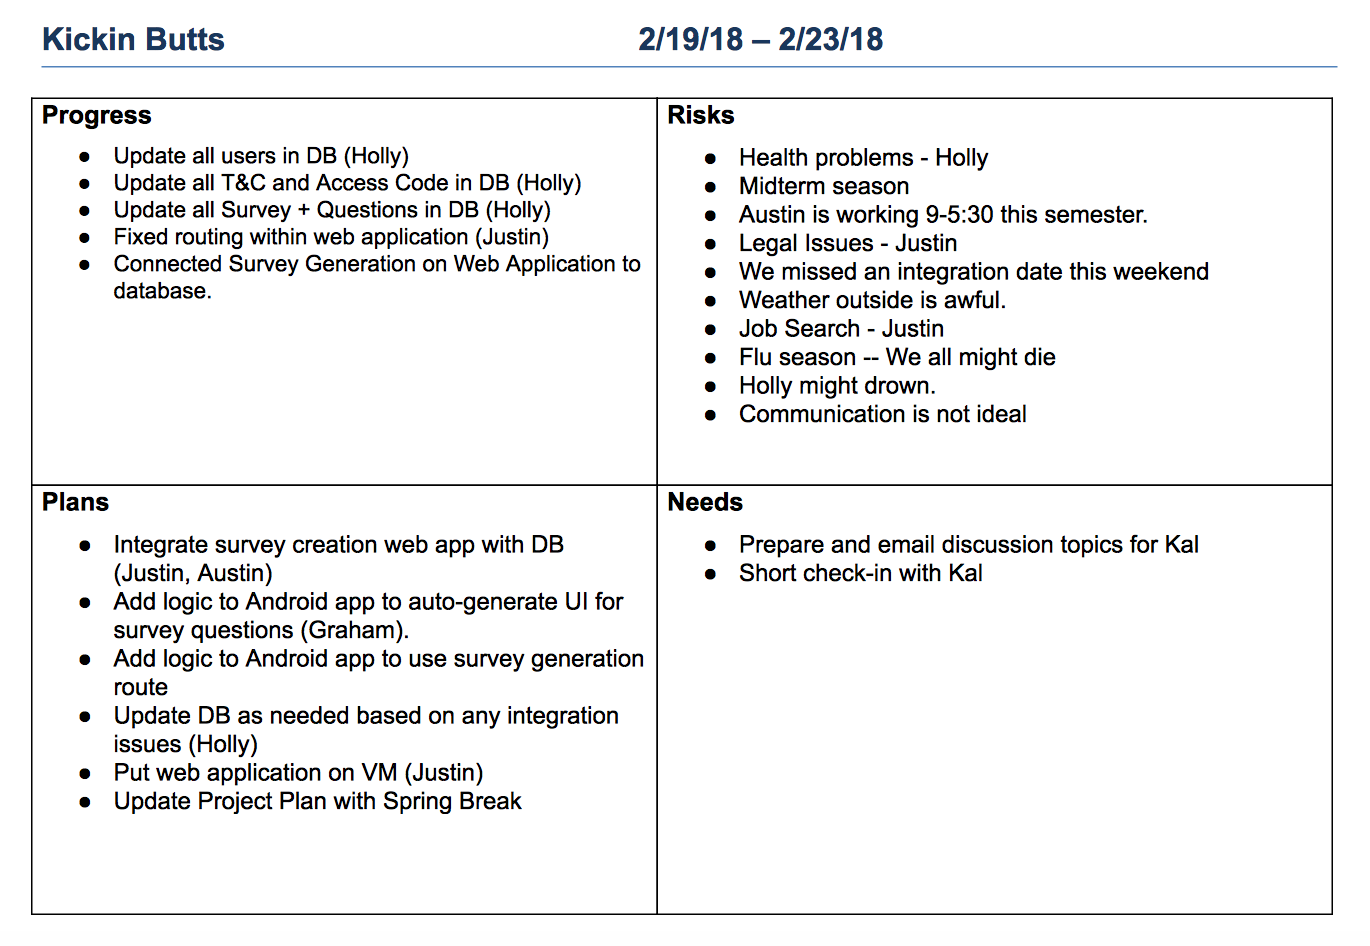 Kickin Butts 2/19/18 – 2/23/18
Progress
● Update all users in DB (Holly)
● Update all T&C and Access Code in DB (Holly)
● Update all Survey + Questions in DB (Holly)
● Fixed routing within web application (Justin)
● Connected Survey Generation on Web Application to
database.
Risks
● Health problems - Holly
● Midterm season
● Austin is working 9-5:30 this semester.
● Legal Issues - Justin
● We missed an integration date this weekend
● Weather outside is awful.
● Job Search - Justin
● Flu season -- We all might die
● Holly might drown.
● Communication is not ideal
Plans
● Integrate survey creation web app with DB
(Justin, Austin)
● Add logic to Android app to auto-generate UI for
survey questions (Graham).
● Add logic to Android app to use survey generation
route
● Update DB as needed based on any integration
issues (Holly)
● Put web application on VM (Justin)
● Update Project Plan with Spring Break
Needs
● Prepare and email discussion topics for Kal
● Short check-in with Kal